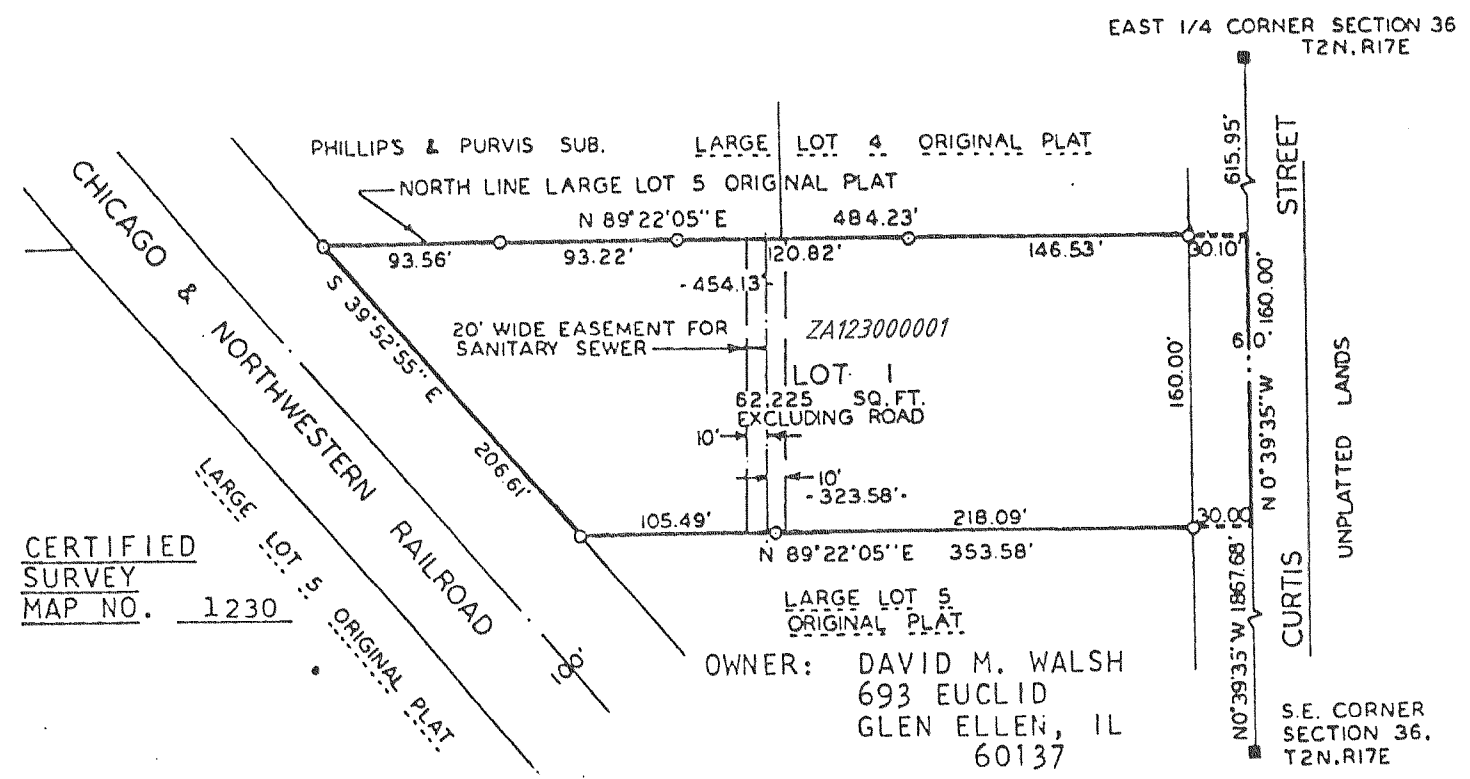 EAST 1/4 CORNER SECTION 36
T2N.R17E
615.95'
STREET
PHILLIP'S & PURVIS SUB.
LARGE LOT 4 ORIGINAL PLAT
NORTH LINE LARGE LOT 5 ORIGINAL PLAT
N 89°22'05" E 484.23'
93.56'
93.22'
120.82'
146.53'
30.10'
- 454.13'-
CHICAGO & NORTHWESTERN RAILROAD
S 39°52'55" E
206.61'
20' WIDE EASEMENT FOR
SANITARY SEWER
ZA123000001
LOT 1
62.225 SQ.FT.
EXCLUDING ROAD
10'
10'
- 323.58'-
160.00'
N 0°39'35"W 160.00'
60'
UNPLATTED LANDS
105.49'
218.09'
30.00
N 89°22'05"E 353.58'
N0°39'35"W 1867.68'
CURTIS
LARGE LOT 5 ORIGINAL PLAT
CERTIFIED
SURVEY
MAP NO. 1230
LARGE LOT 5
ORIGINAL PLAT
OWNER: DAVID M. WALSH
693 EUCLID
GLEN ELLEN, IL
60137
S.E. CORNER
SECTION 36.
T2N.R17E